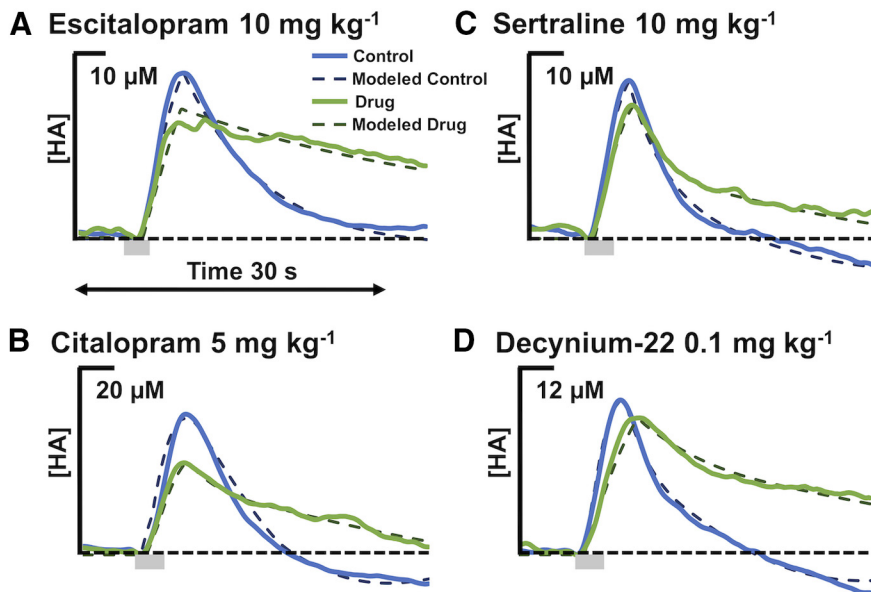 A Escitalopram 10 mg kg⁻¹
10 µM
[HA]
Control
Modeled Control
Drug
Modeled Drug
Time 30 s
B Citalopram 5 mg kg⁻¹
20 µM
[HA]
C Sertraline 10 mg kg⁻¹
10 µM
[HA]
D Decynium-22 0.1 mg kg⁻¹
12 µM
[HA]